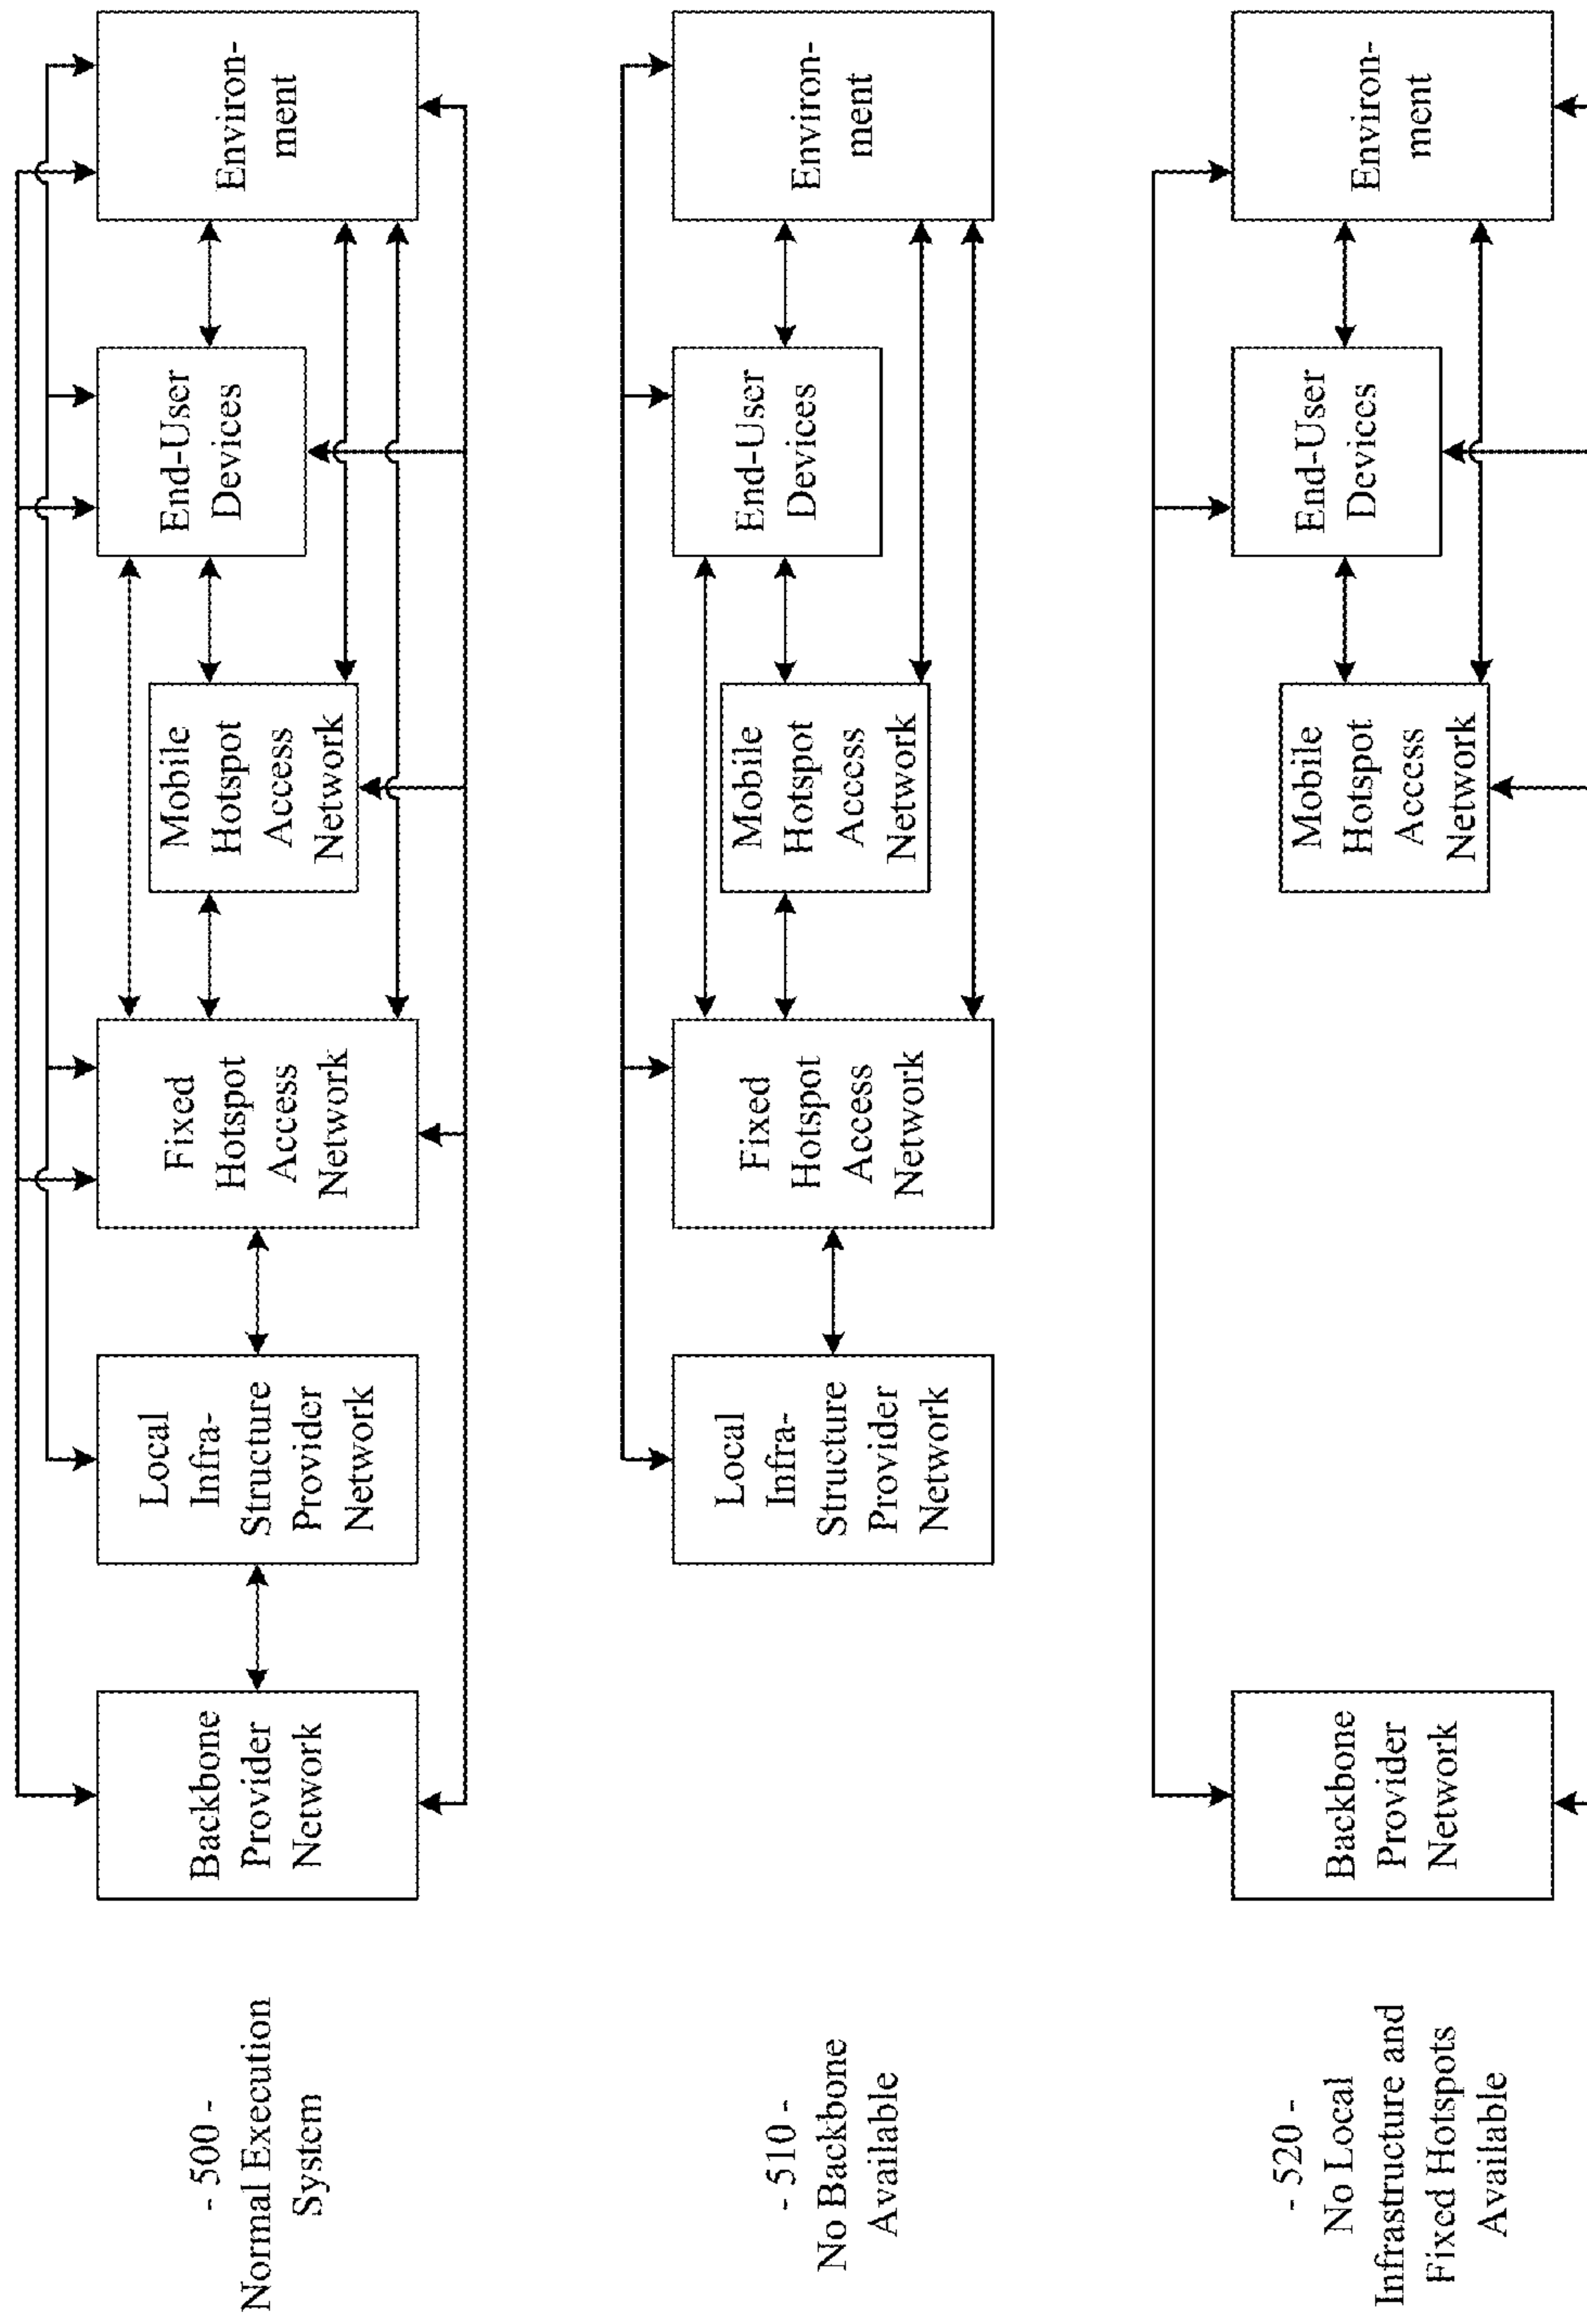 - 500 -
Normal Execution
System
Backbone
Provider
Network
Local
Infra-
Structure
Provider
Network
Fixed
Hotspot
Access
Network
Mobile
Hotspot
Access
Network
End-User
Devices
Environ-
ment
- 510 -
No Backbone
Available
Local
Infra-
Structure
Provider
Network
Fixed
Hotspot
Access
Network
Mobile
Hotspot
Access
Network
End-User
Devices
Environ-
ment
- 520 -
No Local
Infrastructure and
Fixed Hotspots
Available
Backbone
Provider
Network
Mobile
Hotspot
Access
Network
End-User
Devices
Environ-
ment